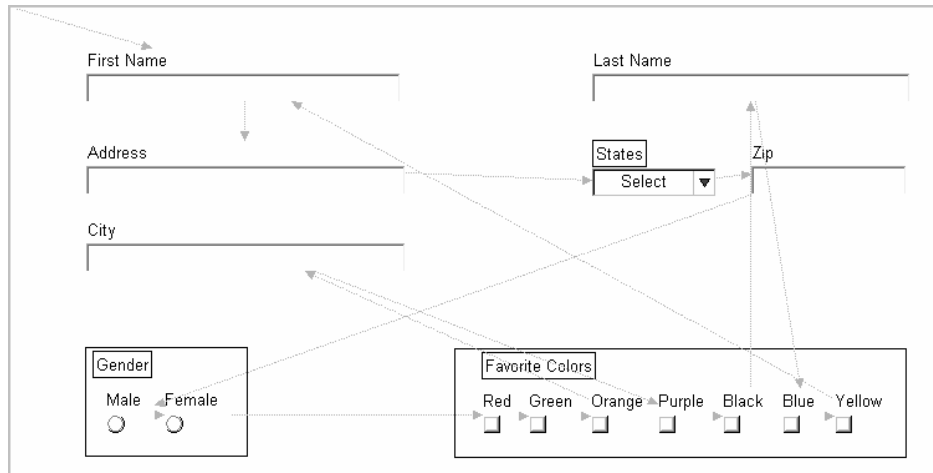 First Name Last Name
Address States Zip
Select
City
Gender Favorite Colors
Male Female Red Green Orange Purple Black Blue Yellow